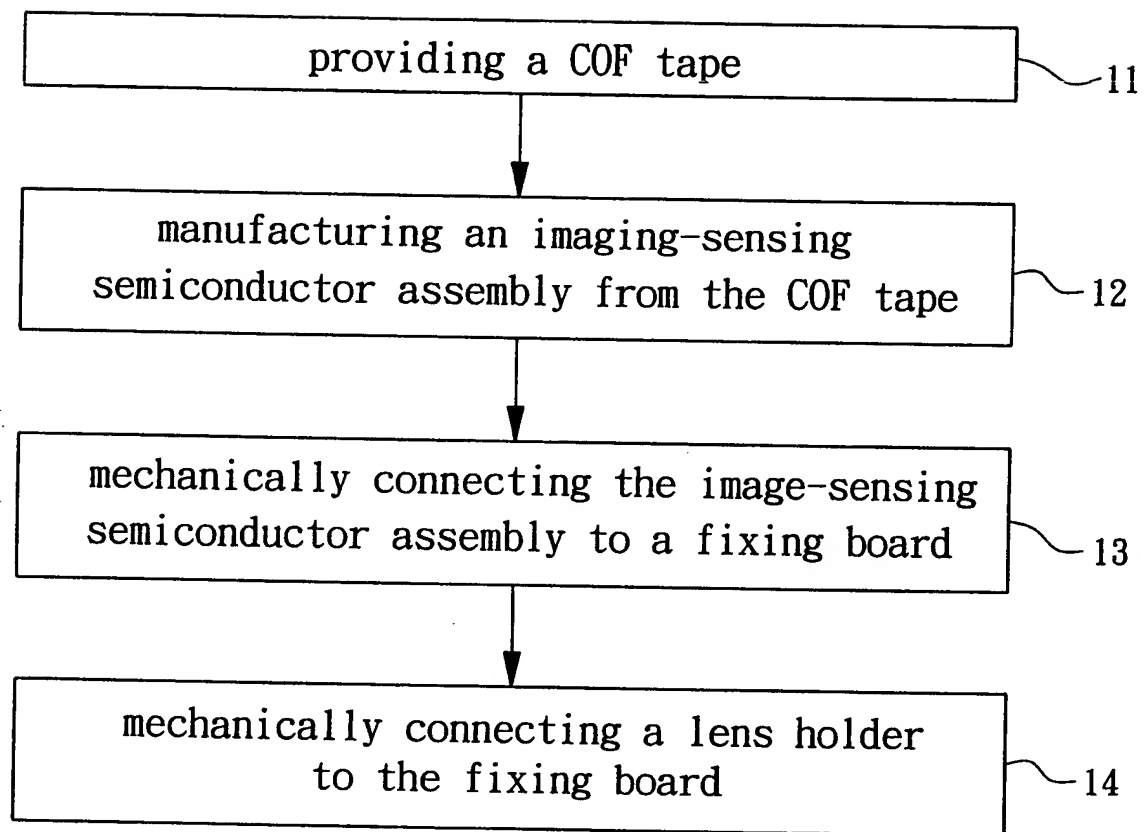 providing a COF tape
11
manufacturing an imaging-sensing
semiconductor assembly from the COF tape
12
mechanically connecting the image-sensing
semiconductor assembly to a fixing board
13
mechanically connecting a lens holder
to the fixing board
14